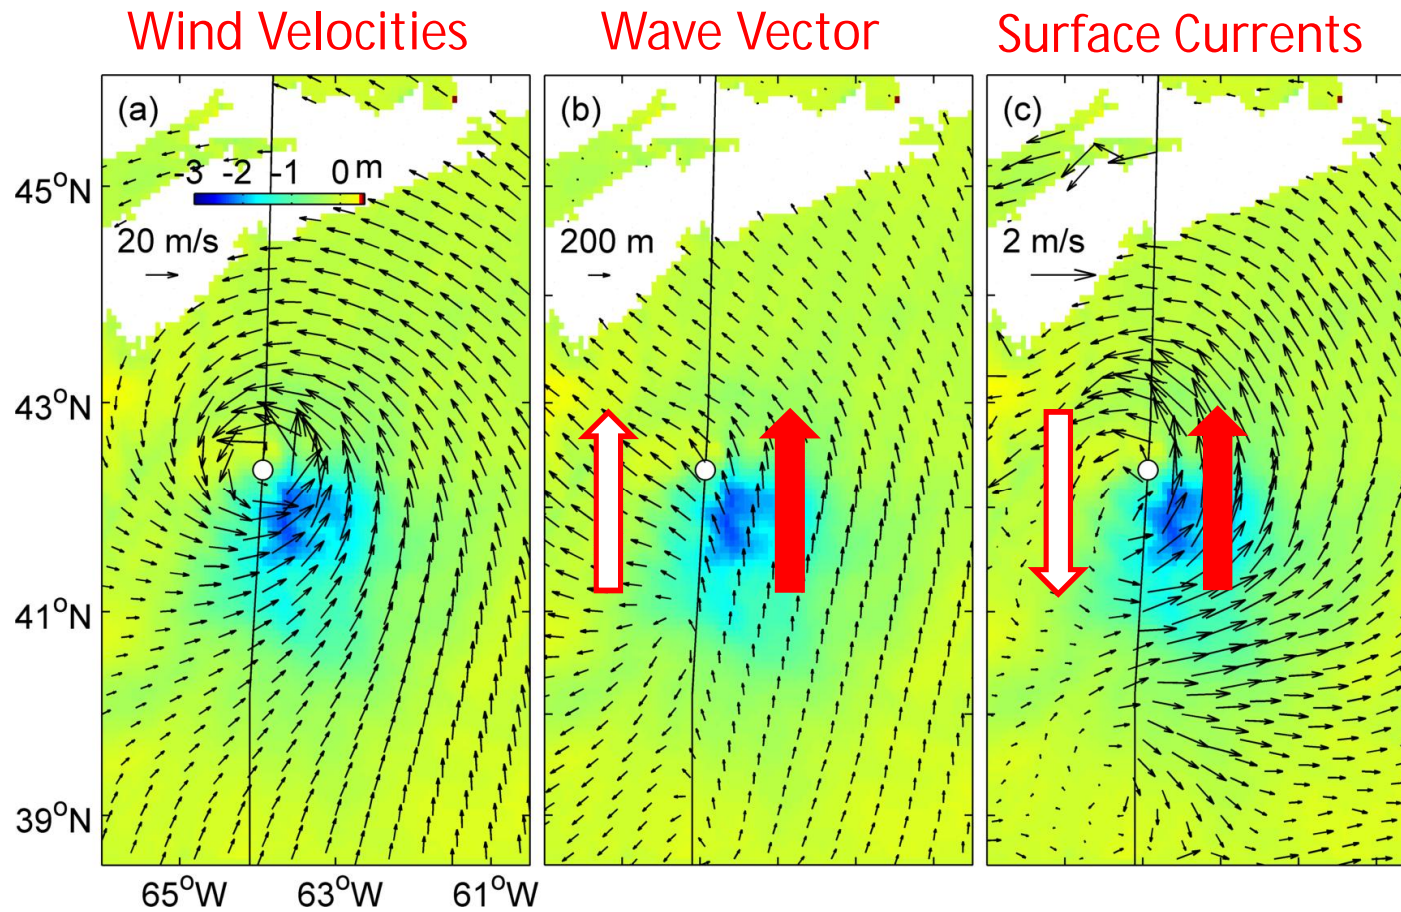 Wind Velocities Wave Vector Surface Currents
(a) (b) (c)
-3 -2 -1 0 m
45°N
20 m/s 200 m 2 m/s
43°N
41°N
39°N
65°W 63°W 61°W